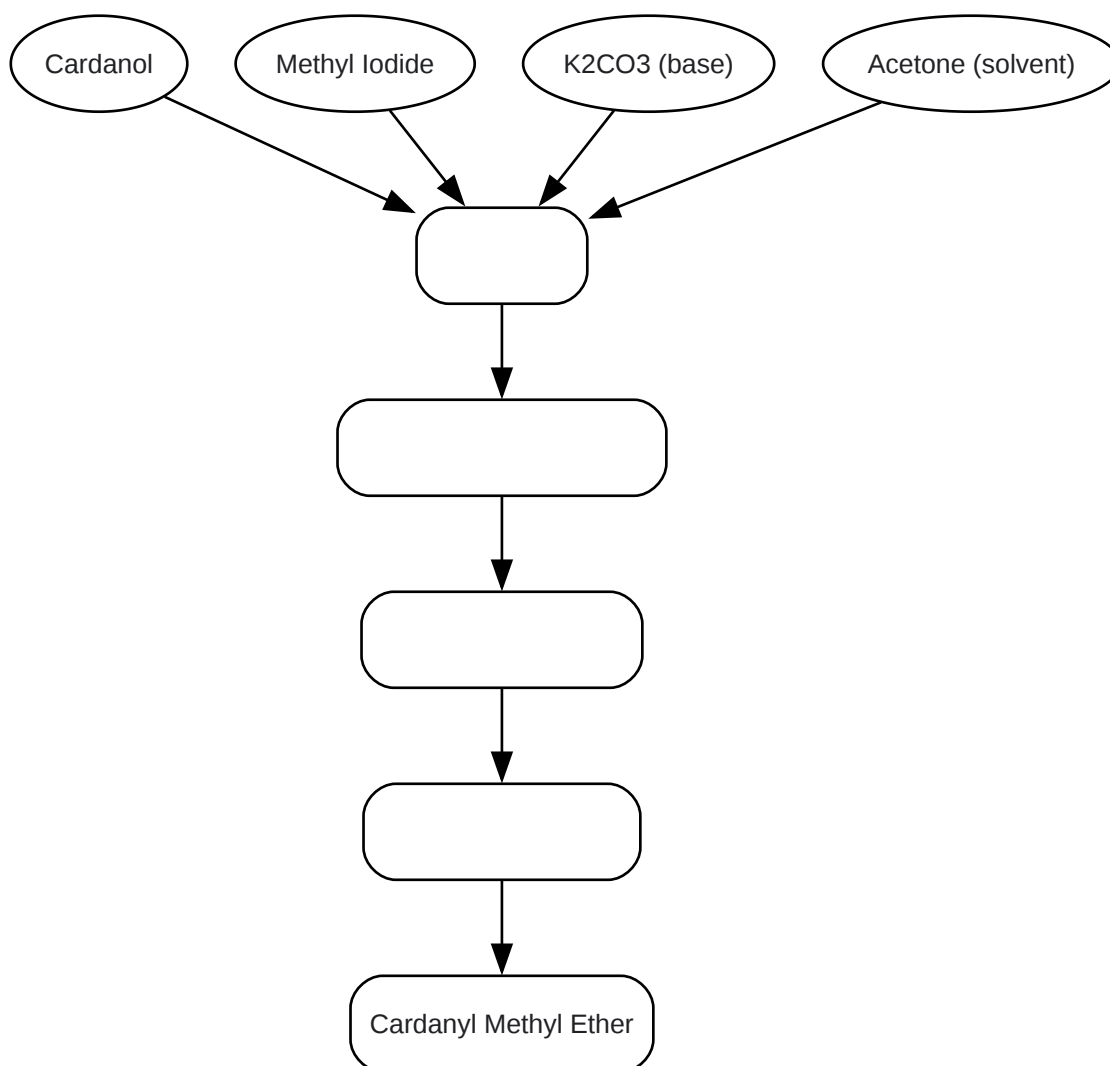 Cardanol
Methyl Iodide
K2CO3 (base)
Acetone (solvent)
Cardanyl Methyl Ether